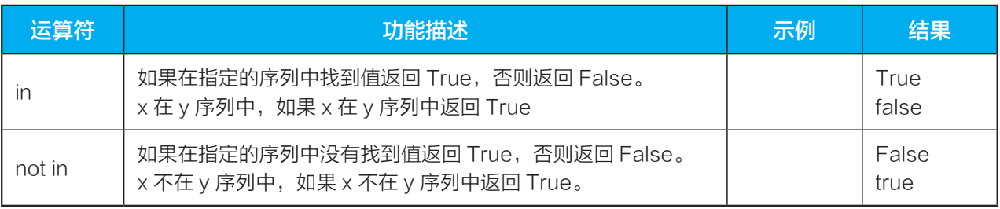 运算符 功能描述 示例 结果
in 如果在指定的序列中找到值返回 True，否则返回 False。 True
x 在 y 序列中，如果 x 在 y 序列中返回 True false
not in 如果在指定的序列中没有找到值返回 True，否则返回 False。 False
x 不在 y 序列中，如果 x 不在 y 序列中返回 True。 true